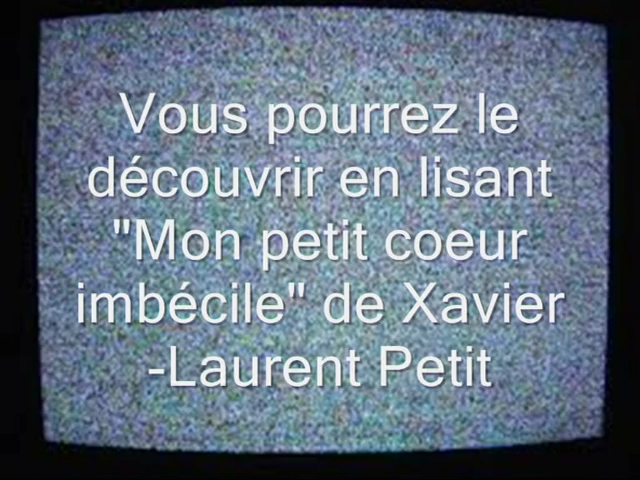 Vous pourrez le
découvrir en lisant
"Mon petit coeur
imbécile" de Xavier
-Laurent Petit